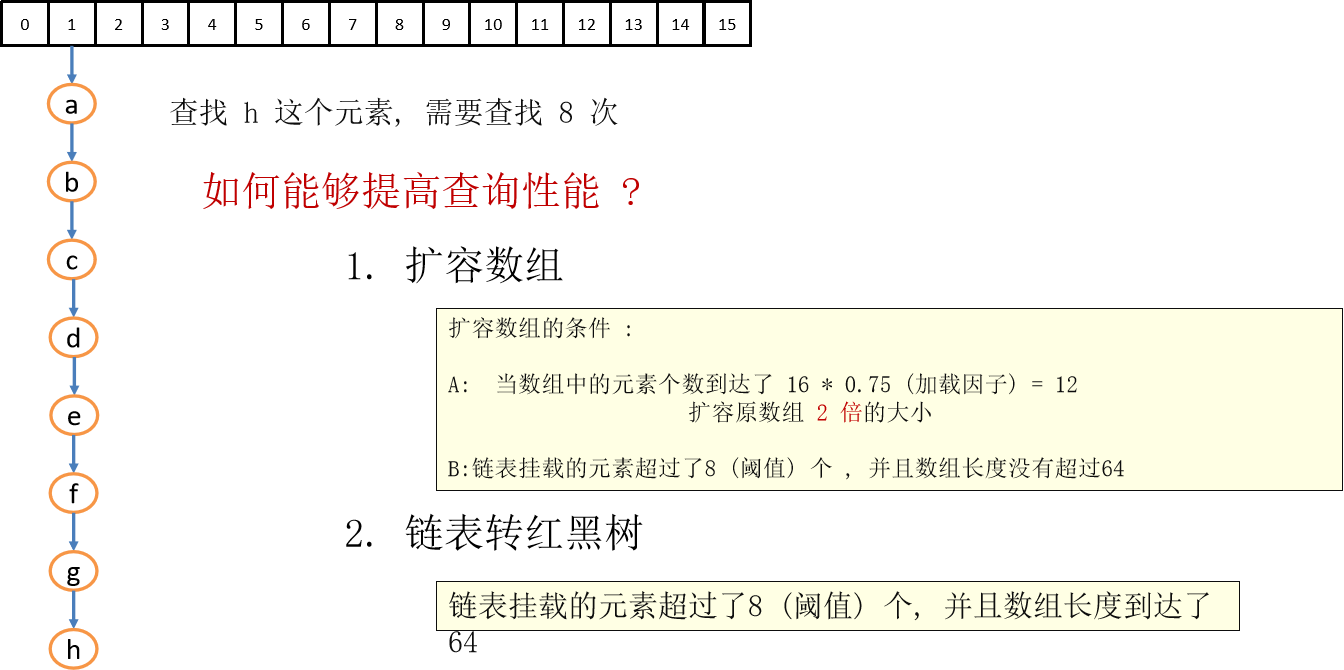 0 1 2 3 4 5 6 7 8 9 10 11 12 13 14 15
a
查找 h 这个元素, 需要查找 8 次
b
如何能够提高查询性能 ?
c
1. 扩容数组
扩容数组的条件 :
d
A: 当数组中的元素个数到达了 16 * 0.75 (加载因子) = 12
扩容原数组 2 倍的大小
e
B:链表挂载的元素超过了8 (阈值) 个 , 并且数组长度没有超过64
f
2. 链表转红黑树
g
链表挂载的元素超过了8 (阈值) 个, 并且数组长度到达了
64
h